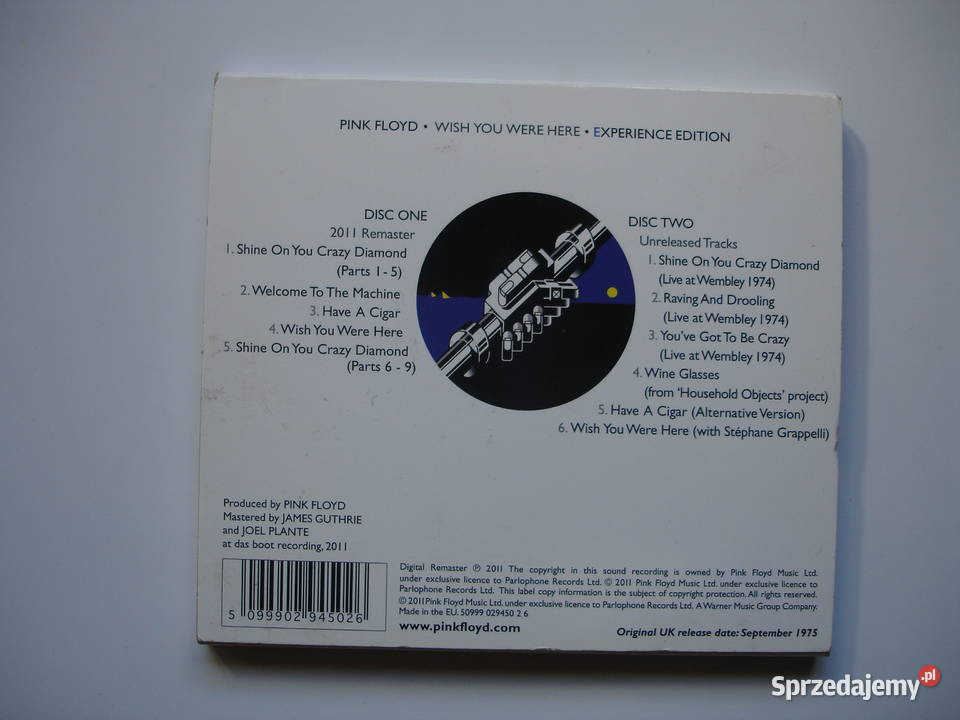 PINK FLOYD • WISH YOU WERE HERE • EXPERIENCE EDITION
DISC ONE
2011 Remaster
1. Shine On You Crazy Diamond
(Parts 1 - 5)
2. Welcome To The Machine
3. Have A Cigar
4. Wish You Were Here
5. Shine On You Crazy Diamond
(Parts 6 - 9)
DISC TWO
Unreleased Tracks
1. Shine On You Crazy Diamond
(Live at Wembley 1974)
2. Raving And Drooling
(Live at Wembley 1974)
3. You've Got To Be Crazy
(Live at Wembley 1974)
4. Wine Glasses
(from 'Household Objects' project)
5. Have A Cigar (Alternative Version)
6. Wish You Were Here (with Stéphane Grappelli)
Produced by PINK FLOYD
Mastered by JAMES GUTHRIE
and JOEL PLANTE
at das boot recording, 2011
5 099902 945026
Digital Remaster ℗ 2011 The copyright in this sound recording is owned by Pink Floyd Music Ltd.
under exclusive licence to Parlophone Records Ltd. © 2011 Pink Floyd Music Ltd. under exclusive licence to
Parlophone Records Ltd. This label copy information is the subject of copyright protection. All rights reserved.
© 2011 Pink Floyd Music Ltd. under exclusive licence to Parlophone Records Ltd. A Warner Music Group Company.
Made in the EU. 50999 029450 2 6
www.pinkfloyd.com
Original UK release date: September 1975
Sprzedajemy.pl